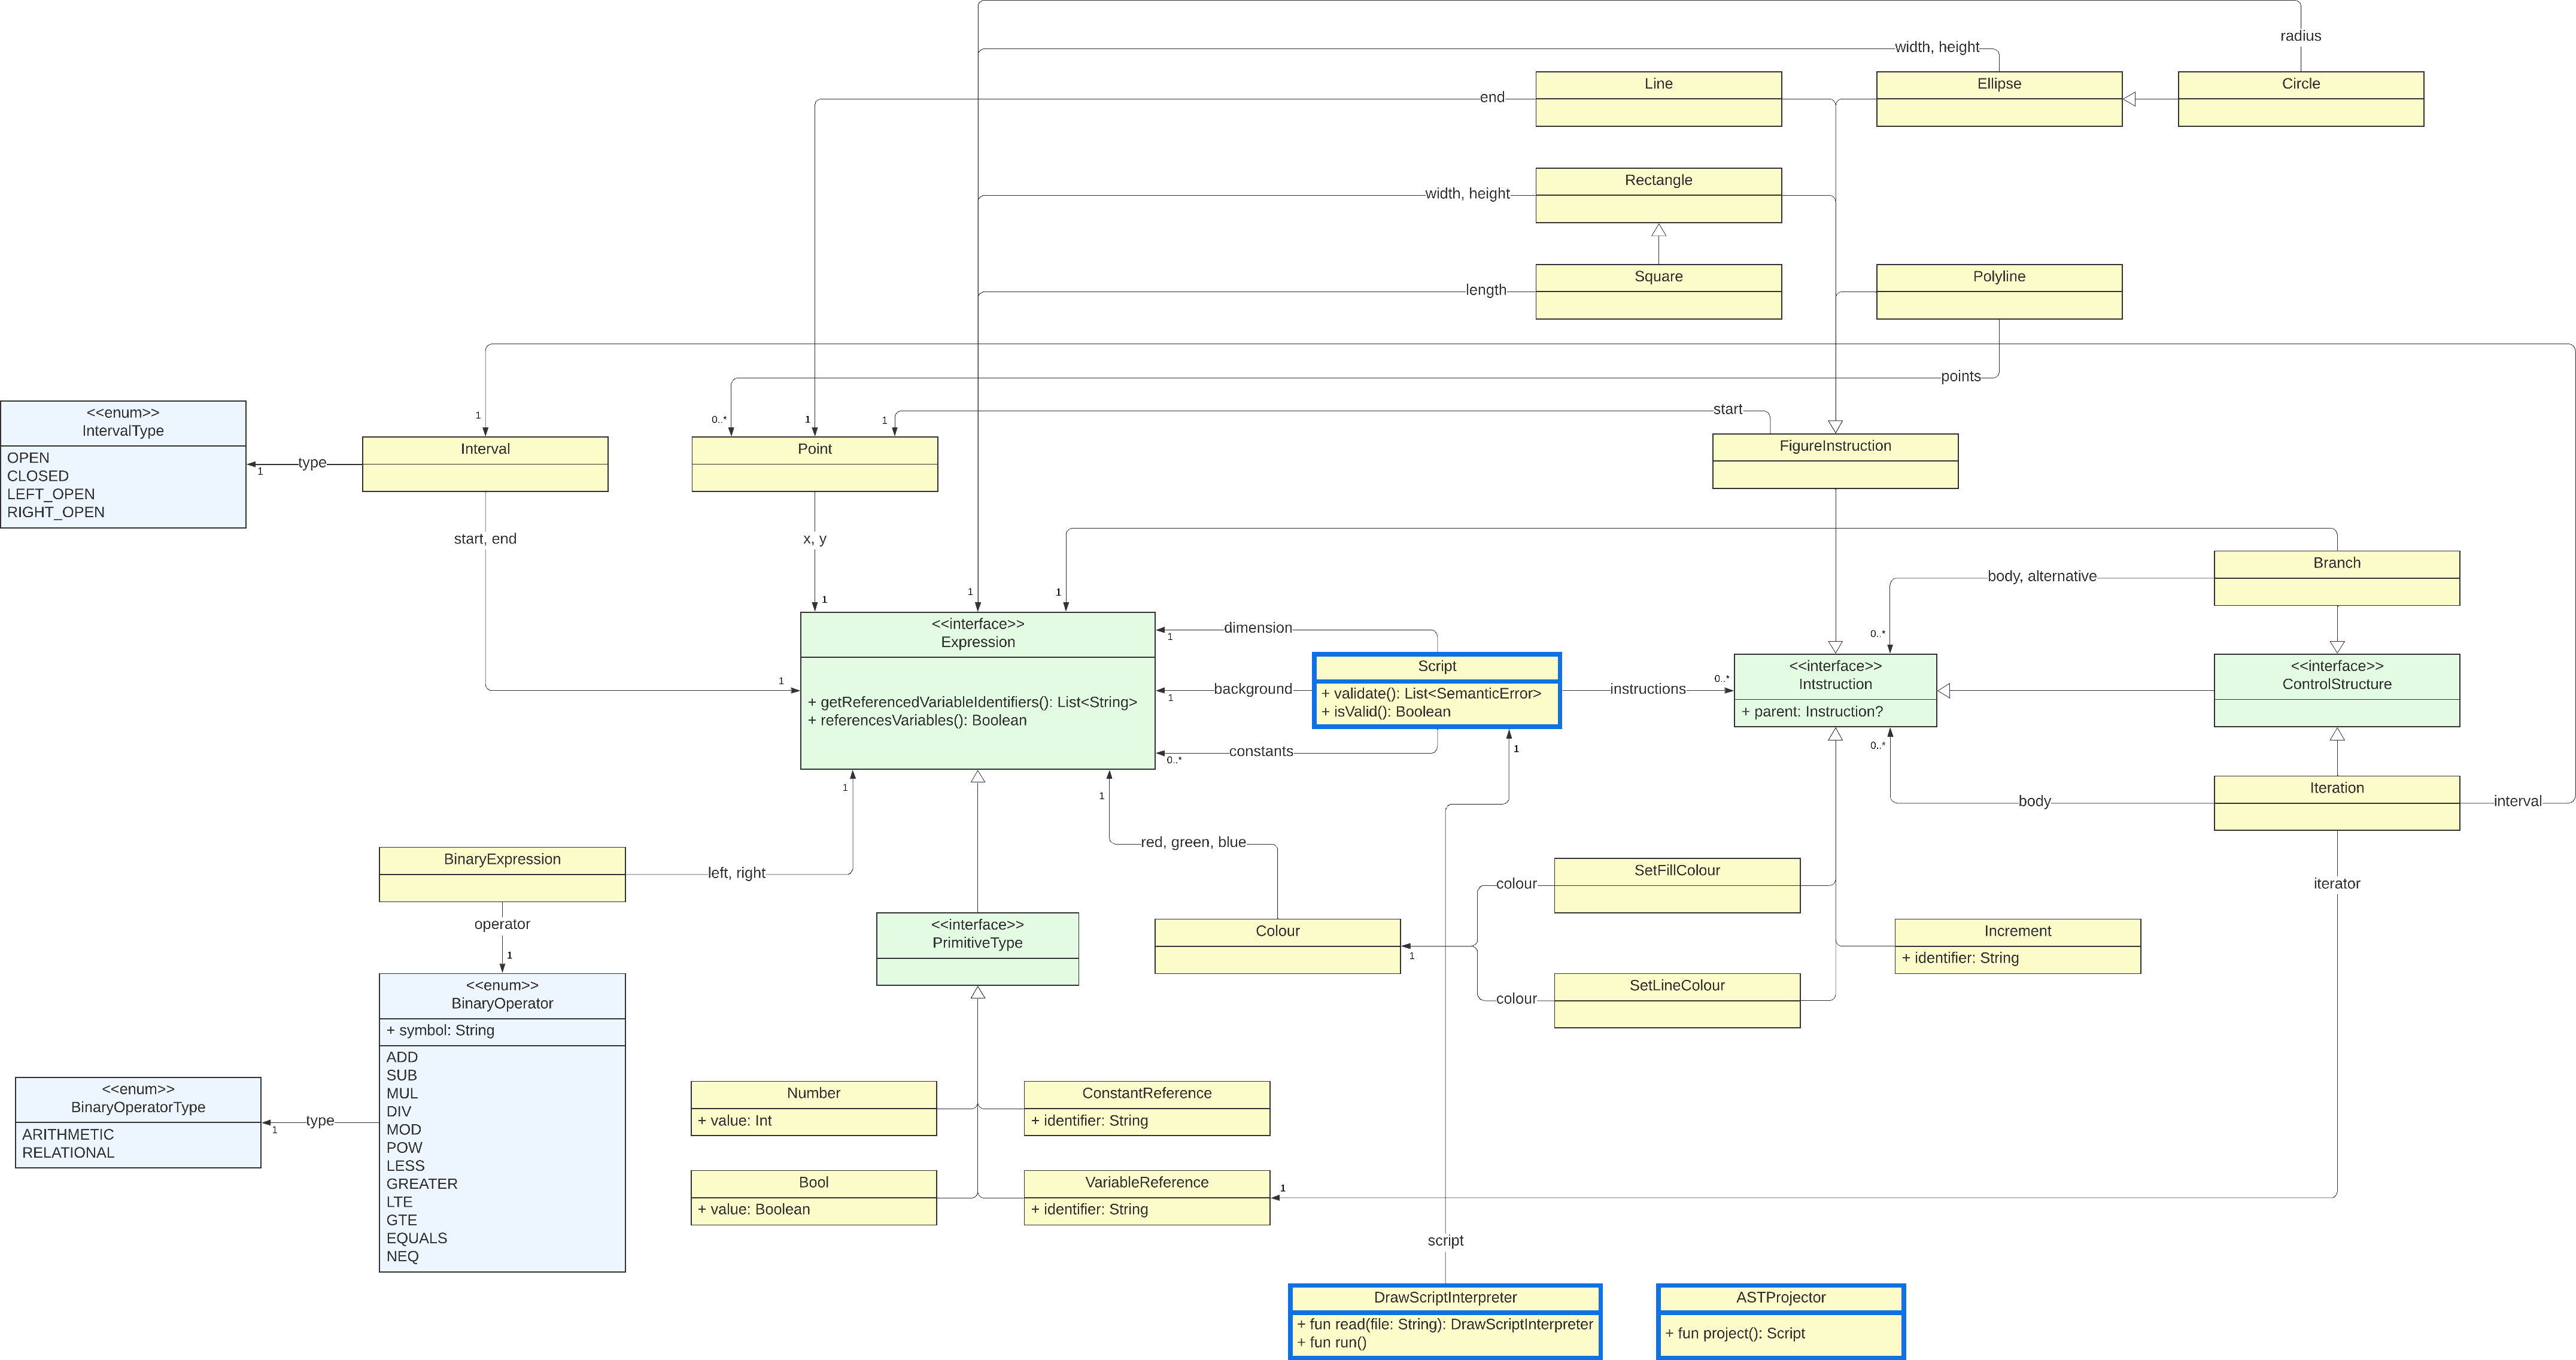 radius
width, height
Line
Ellipse
Circle
end
Rectangle
width, height
Square
Polyline
length
points
<<enum>>
IntervalType
OPEN
CLOSED
LEFT_OPEN
RIGHT_OPEN
type
1
1
Interval
0..*
1
1
Point
start
FigureInstruction
start, end
x, y
1
1
1
1
<<interface>>
Expression
+ getReferencedVariableIdentifiers(): List<String>
+ referencesVariables(): Boolean
dimension
1
background
1
constants
0..*
Script
+ validate(): List<SemanticError>
+ isValid(): Boolean
1
instructions
0..*
<<interface>>
Intstruction
+ parent: Instruction?
body, alternative
0..*
Branch
<<interface>>
ControlStructure
0..*
body
Iteration
interval
iterator
1
1
red, green, blue
BinaryExpression
left, right
operator
1
<<enum>>
BinaryOperator
+ symbol: String
ADD
SUB
MUL
DIV
MOD
POW
LESS
GREATER
LTE
GTE
EQUALS
NEQ
<<enum>>
BinaryOperatorType
ARITHMETIC
RELATIONAL
1
type
<<interface>>
PrimitiveType
Colour
1
colour
colour
SetFillColour
SetLineColour
Increment
+ identifier: String
Number
+ value: Int
ConstantReference
+ identifier: String
Bool
+ value: Boolean
VariableReference
+ identifier: String
1
script
DrawScriptInterpreter
+ fun read(file: String): DrawScriptInterpreter
+ fun run()
ASTProjector
+ fun project(): Script